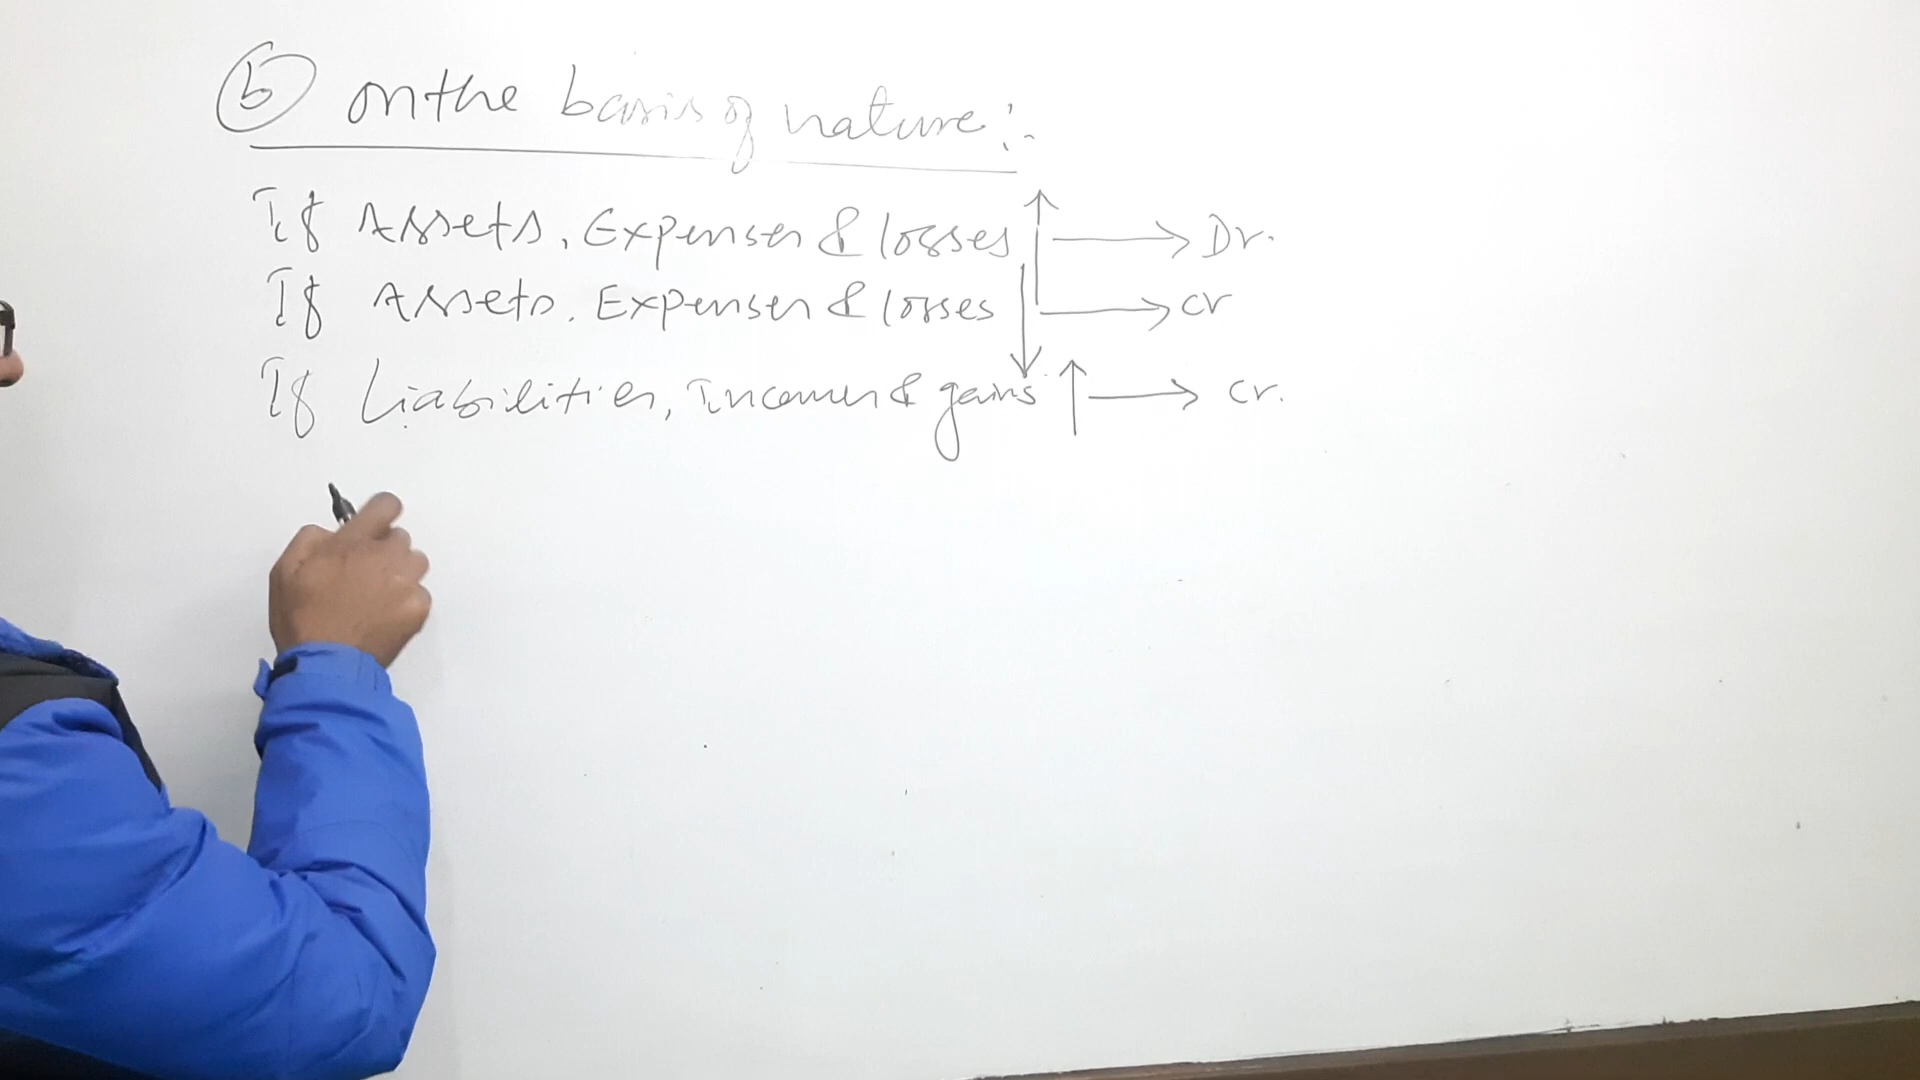 b on the basis of nature :-
If Assets, Expenses & losses ↑ → Dr.
If Assets, Expenses & losses ↓ → cr
If Liabilities, Incomes & gains ↑ → cr.